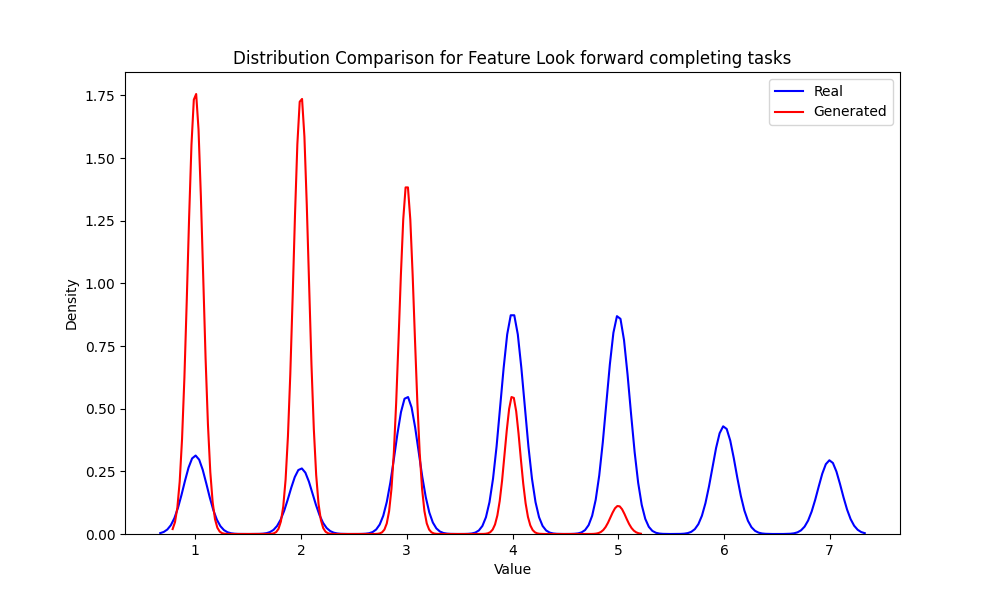 Distribution Comparison for Feature Look forward completing tasks
Real
Generated
1.75
1.50
1.25
1.00
0.75
0.50
0.25
0.00
Density
1 2 3 4 5 6 7
Value